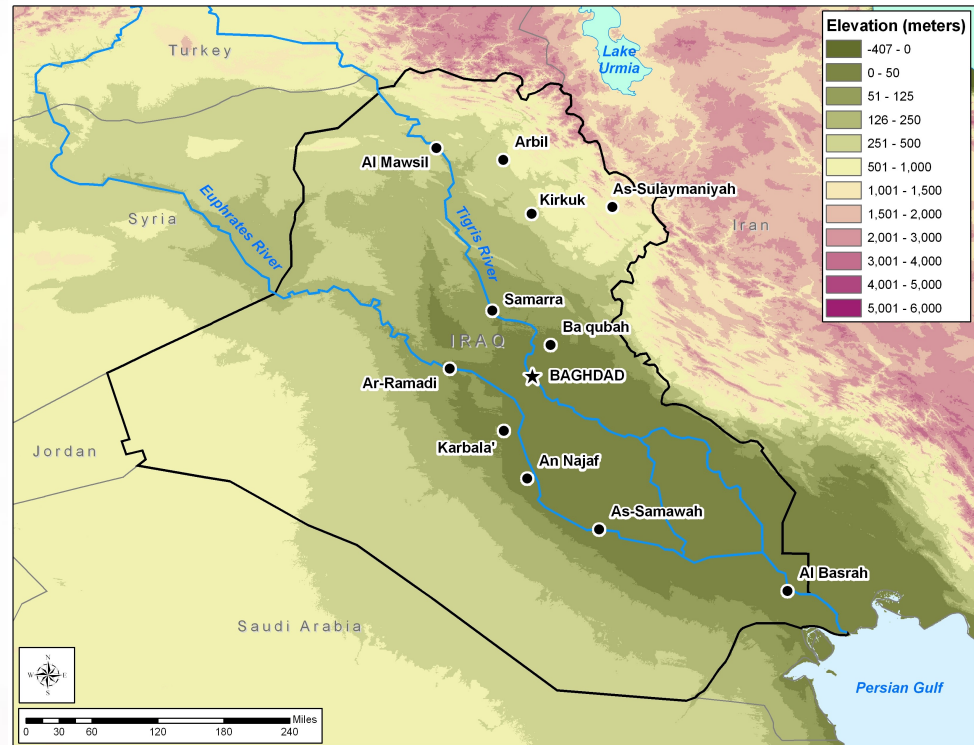 Turkey
Lake
Urmia
Elevation (meters)
-407 - 0
0 - 50
51 - 125
126 - 250
251 - 500
501 - 1,000
1,001 - 1,500
1,501 - 2,000
2,001 - 3,000
3,001 - 4,000
4,001 - 5,000
5,001 - 6,000
Al Mawsil
Arbil
Kirkuk
As-Sulaymaniyah
Syria
Euphrates River
Tigris River
Iran
Samarra
IRAQ
Ba qubah
Ar-Ramadi
BAGHDAD
Jordan
Karbala'
An Najaf
As-Samawah
Al Basrah
Saudi Arabia
Persian Gulf
N
W E
S
Miles
0 30 60 120 180 240